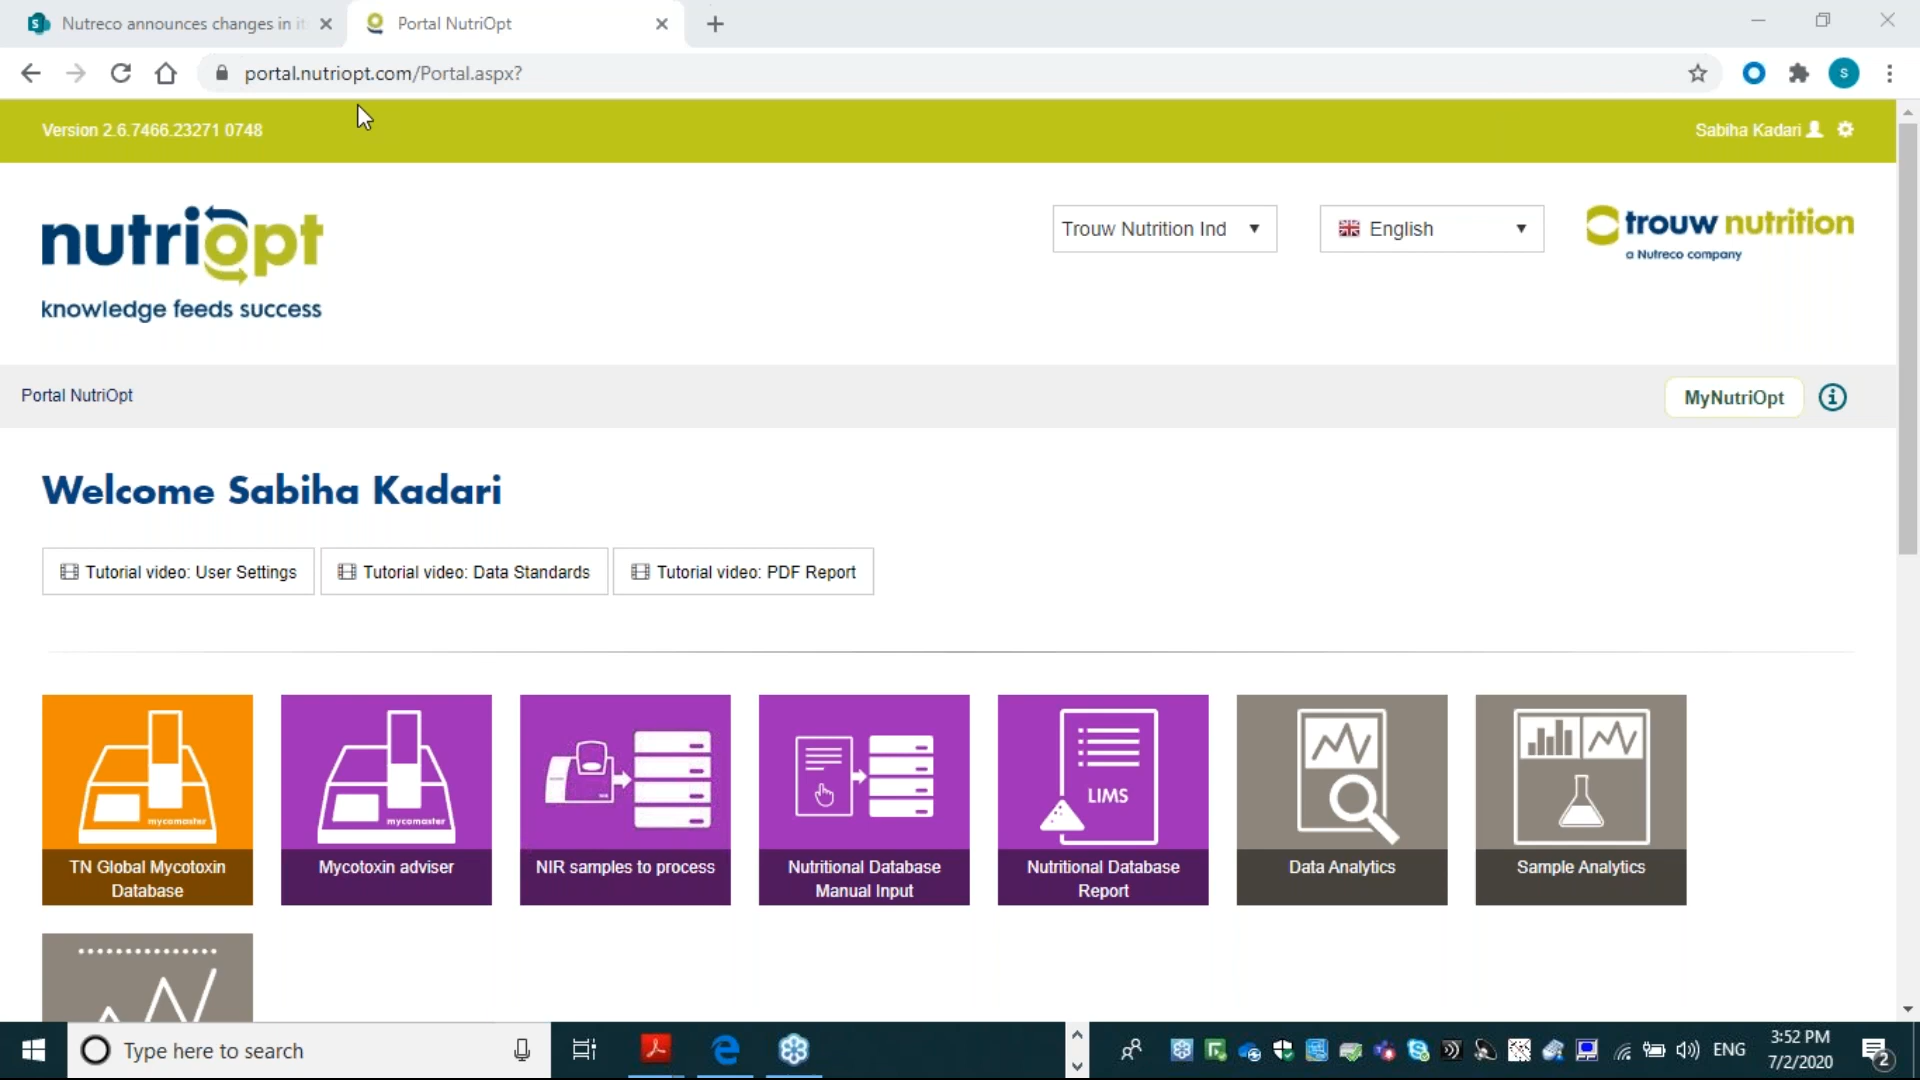 Nutreco announces changes in it
Portal NutriOpt
portal.nutriopt.com/Portal.aspx?
S
Version 2.6.7466.23271 0748
Sabiha Kadari
nutriopt
knowledge feeds success
Trouw Nutrition Ind
English
trouw nutrition
a Nutreco company
Portal NutriOpt
MyNutriOpt
Welcome Sabiha Kadari
Tutorial video: User Settings
Tutorial video: Data Standards
Tutorial video: PDF Report
mycomaster
TN Global Mycotoxin
Database
mycomaster
Mycotoxin adviser
NIR samples to process
Nutritional Database
Manual Input
LIMS
Nutritional Database
Report
Data Analytics
Sample Analytics
Type here to search
ENG
3:52 PM
7/2/2020
2